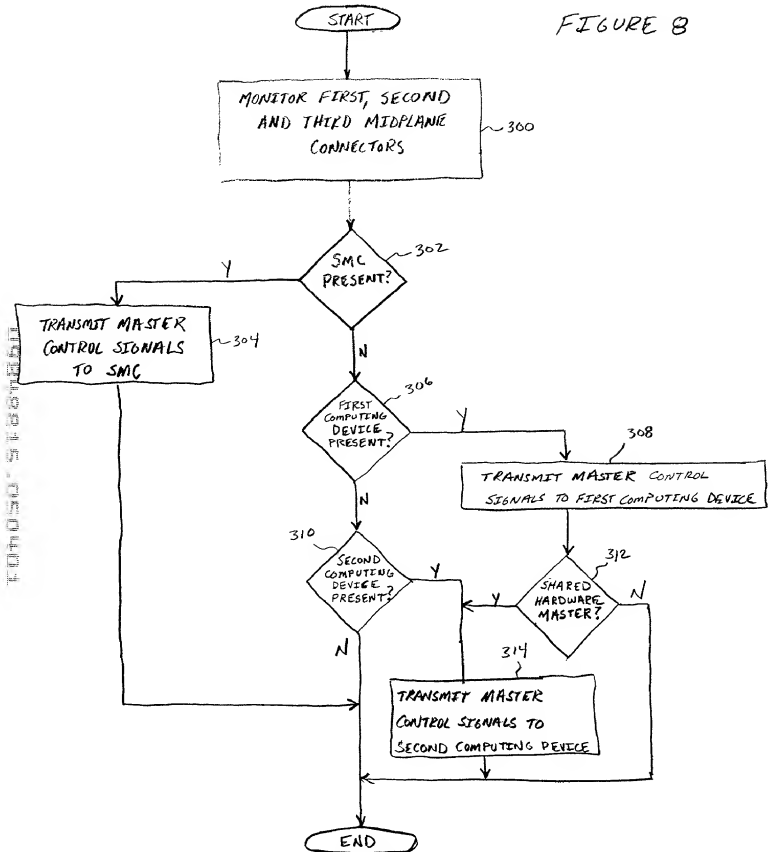 START
FIGURE 8
MONITOR FIRST, SECOND
AND THIRD MIDPLANE
CONNECTORS
300
SMC
PRESENT?
302
Y
N
TRANSMIT MASTER
CONTROL SIGNALS
TO SMC
304
FIRST
COMPUTING
DEVICE
PRESENT?
306
Y
N
308
TRANSMIT MASTER CONTROL
SIGNALS TO FIRST COMPUTING DEVICE
310
SECOND
COMPUTING
DEVICE
PRESENT?
Y
N
312
SHARED
HARDWARE
MASTER?
Y
N
314
TRANSMIT MASTER
CONTROL SIGNALS TO
SECOND COMPUTING DEVICE
END